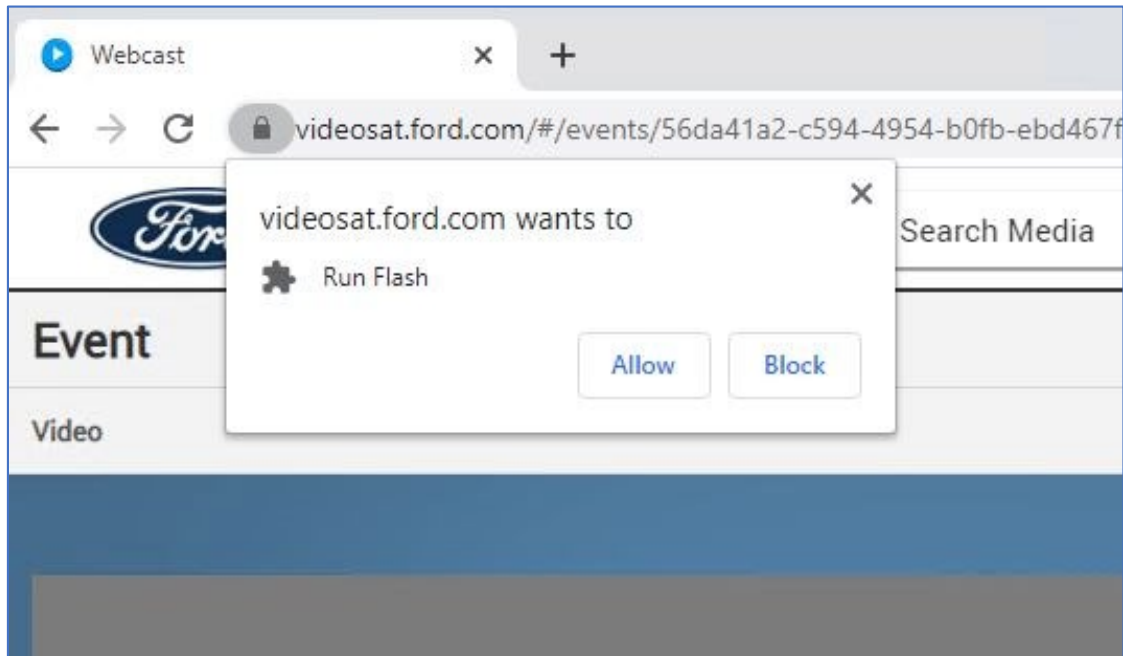 Webcast
videosat.ford.com/#/events/56da41a2-c594-4954-b0fb-ebd467f
videosat.ford.com wants to
Run Flash
Allow Block
Ford
Search Media
Event
Video